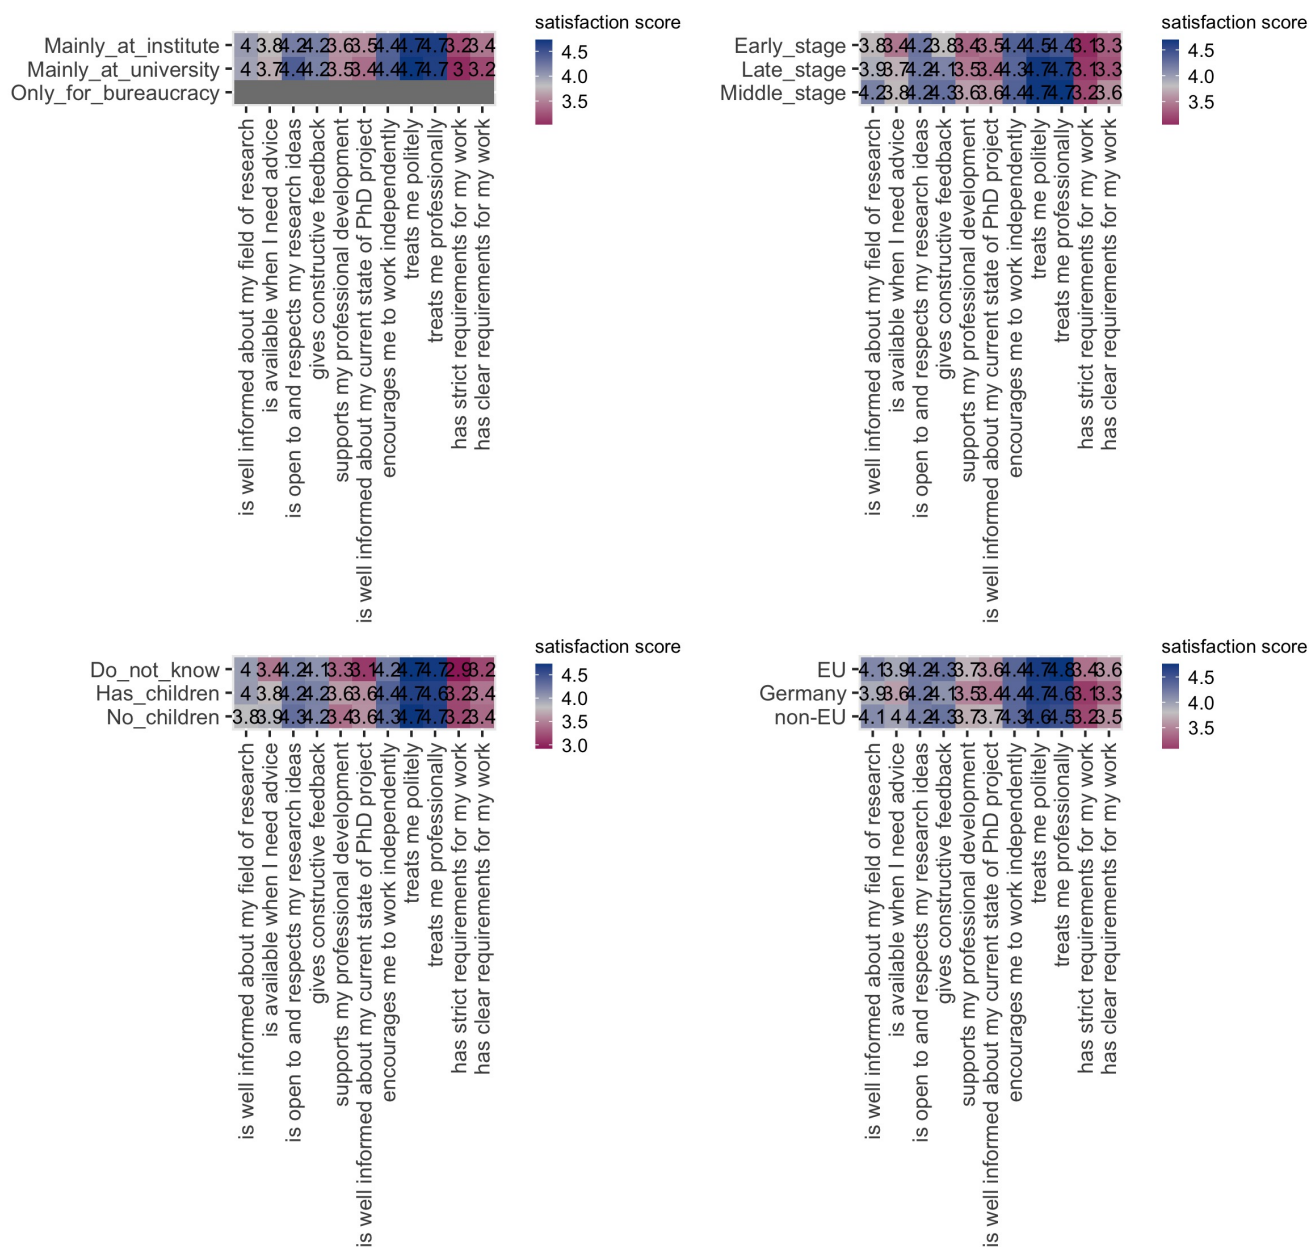 satisfaction score
Mainly_at_institute 4 3.8 4.2 4.2 3.6 3.5 4.4 4.7 4.7 3.2 3.4
Mainly_at_university 4 3.7 4.4 4.2 3.5 3.4 4.4 4.7 4.7 3 3.2
Only_for_bureaucracy
4.5
4.0
3.5
is well informed about my field of research
is available when I need advice
is open to and respects my research ideas
gives constructive feedback
supports my professional development
is well informed about my current state of PhD project
encourages me to work independently
treats me politely
treats me professionally
has strict requirements for my work
has clear requirements for my work
satisfaction score
Early_stage 3.8 3.4 4.2 3.8 3.4 3.5 4.4 4.5 4.4 3.1 3.3
Late_stage 3.9 3.7 4.2 4.1 3.5 3.4 4.3 4.7 4.7 3.1 3.3
Middle_stage 4.2 3.8 4.2 4.3 3.6 3.6 4.4 4.7 4.7 3.2 3.6
4.5
4.0
3.5
is well informed about my field of research
is available when I need advice
is open to and respects my research ideas
gives constructive feedback
supports my professional development
is well informed about my current state of PhD project
encourages me to work independently
treats me politely
treats me professionally
has strict requirements for my work
has clear requirements for my work
satisfaction score
Do_not_know 4 3.4 4.2 4.1 3.3 3.1 4.2 4.7 4.7 2.9 3.2
Has_children 4 3.8 4.2 4.2 3.6 3.6 4.4 4.7 4.6 3.2 3.4
No_children 3.8 3.9 4.3 4.2 3.4 3.6 4.3 4.7 4.7 3.2 3.4
4.5
4.0
3.5
3.0
is well informed about my field of research
is available when I need advice
is open to and respects my research ideas
gives constructive feedback
supports my professional development
is well informed about my current state of PhD project
encourages me to work independently
treats me politely
treats me professionally
has strict requirements for my work
has clear requirements for my work
satisfaction score
EU 4.1 3.9 4.2 4.3 3.7 3.6 4.4 4.7 4.8 3.4 3.6
Germany 3.9 3.6 4.2 4.1 3.5 3.4 4.4 4.7 4.6 3.1 3.3
non-EU 4.1 4 4.2 4.3 3.7 3.7 4.3 4.6 4.5 3.2 3.5
4.5
4.0
3.5
is well informed about my field of research
is available when I need advice
is open to and respects my research ideas
gives constructive feedback
supports my professional development
is well informed about my current state of PhD project
encourages me to work independently
treats me politely
treats me professionally
has strict requirements for my work
has clear requirements for my work